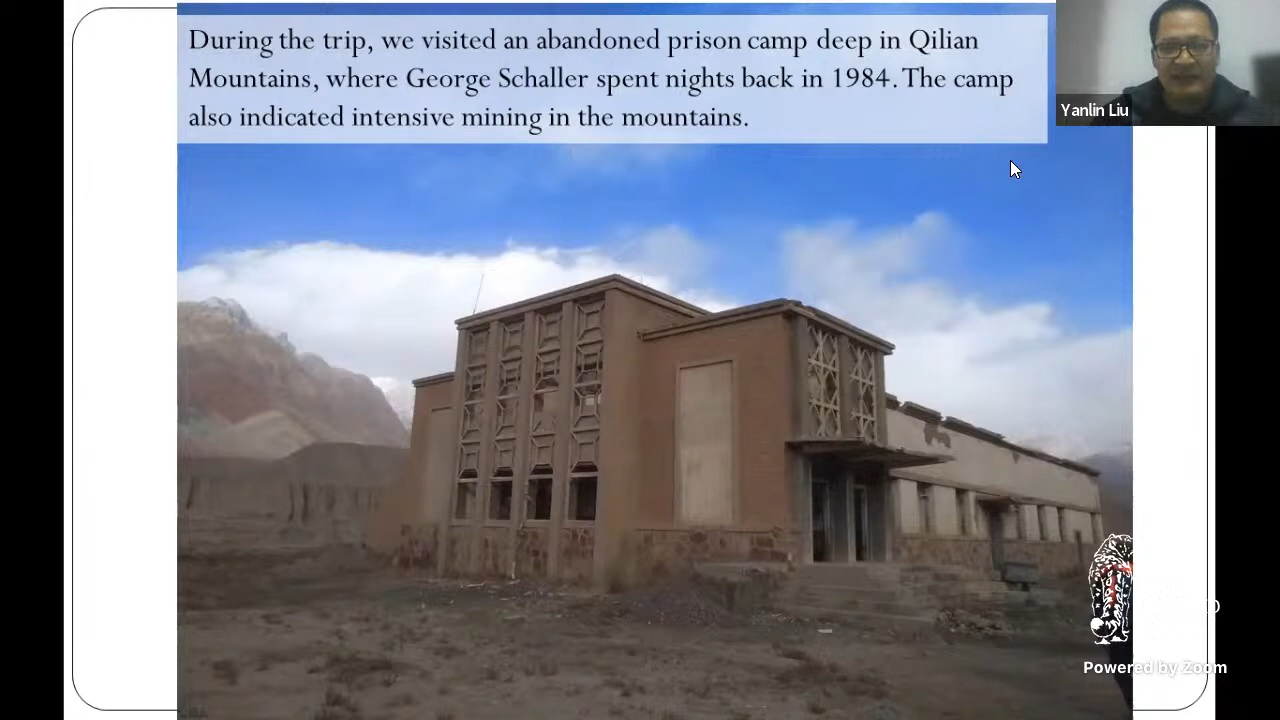 During the trip, we visited an abandoned prison camp deep in Qilian
Mountains, where George Schaller spent nights back in 1984. The camp
also indicated intensive mining in the mountains.
Yanlin Liu
Powered by Zoom